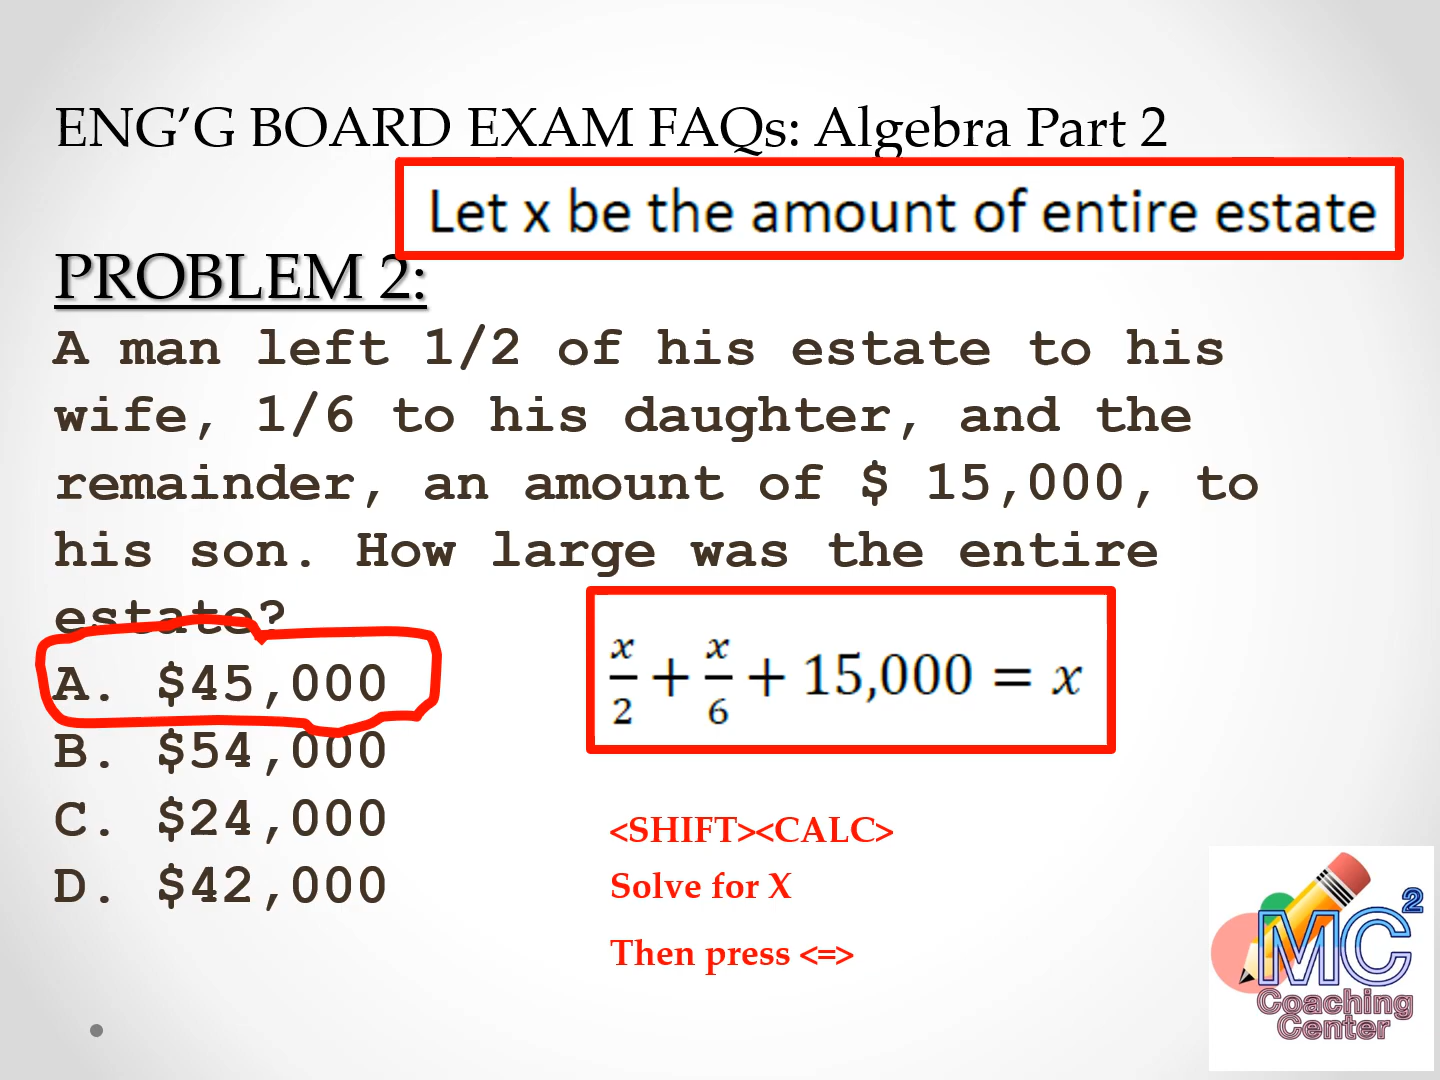 ENG’G BOARD EXAM FAQs: Algebra Part 2
Let x be the amount of entire estate
PROBLEM 2:
A man left 1/2 of his estate to his
wife, 1/6 to his daughter, and the
remainder, an amount of $ 15,000, to
his son. How large was the entire
estate?
A. $45,000
B. $54,000
C. $24,000
D. $42,000
x/2 + x/6 + 15,000 = x
<SHIFT><CALC>
Solve for X
Then press <=>
MC²
Coaching
Center